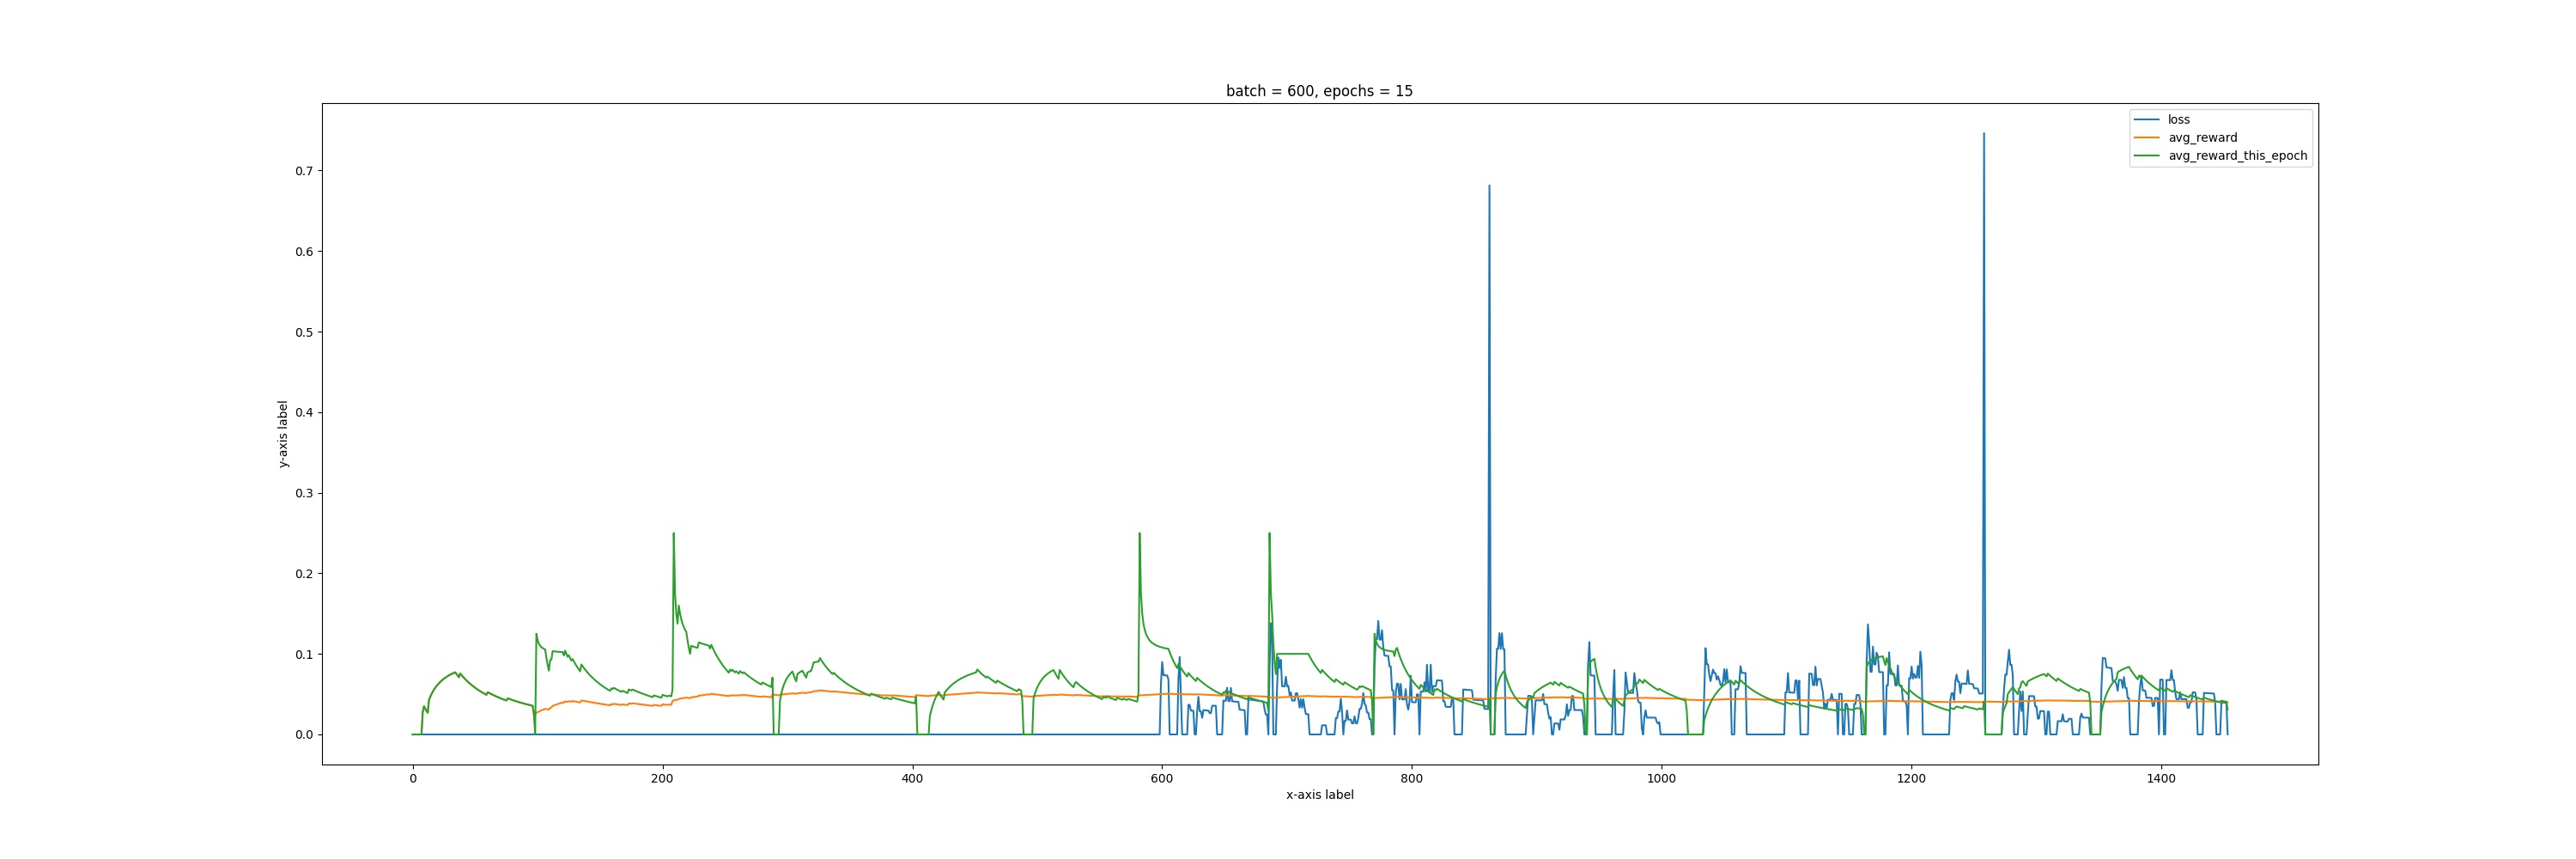 batch = 600, epochs = 15
loss
avg_reward
avg_reward_this_epoch
y-axis label
0.7
0.6
0.5
0.4
0.3
0.2
0.1
0.0
0 200 400 600 800 1000 1200 1400
x-axis label